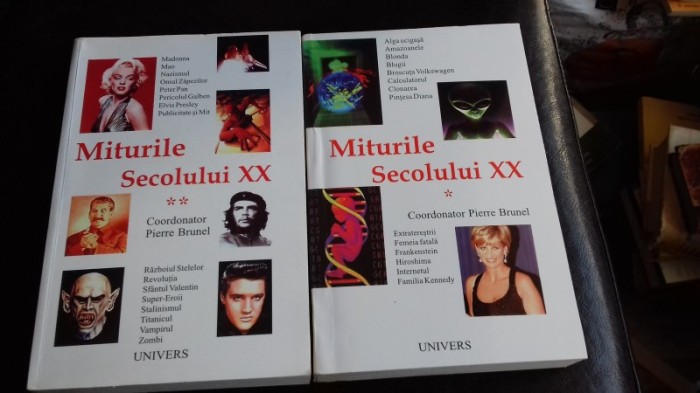 Madonna
Mao
Nazismul
Omul Zăpezilor
Peter Pan
Pericolul Galben
Elvis Presley
Publicitate și Mit
Miturile
Secolului XX
**
Coordonator
Pierre Brunel
Războiul Stelelor
Revoluția
Sfântul Valentin
Super-Eroii
Stalinismul
Titanicul
Vampirul
Zombi
UNIVERS
Alga ucigașă
Amazoanele
Blonda
Blugii
Broscuța Volkswagen
Calculatorul
Clonarea
Prințesa Diana
Miturile
Secolului XX
*
Coordonator Pierre Brunel
Extratereștrii
Femeia fatală
Frankenstein
Hiroshima
Internetul
Familia Kennedy
UNIVERS